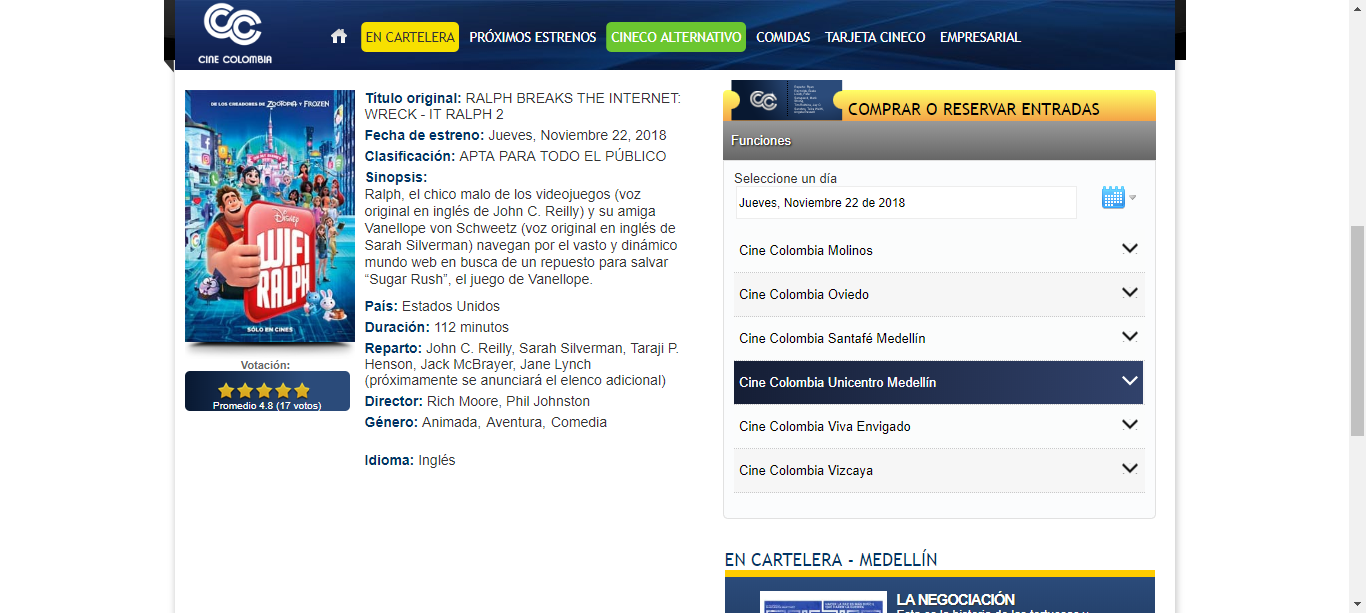 CINE COLOMBIA
EN CARTELERA
PRÓXIMOS ESTRENOS
CINECO ALTERNATIVO
COMIDAS
TARJETA CINECO
EMPRESARIAL
DE LOS CREADORES DE ZOOTOPIA Y FROZEN
Disney
WIFI
RALPH
SÓLO EN CINES
Votación:
Promedio 4.8 (17 votos)
Título original: RALPH BREAKS THE INTERNET:
WRECK - IT RALPH 2
Fecha de estreno: Jueves, Noviembre 22, 2018
Clasificación: APTA PARA TODO EL PÚBLICO
Sinopsis:
Ralph, el chico malo de los videojuegos (voz
original en inglés de John C. Reilly) y su amiga
Vanellope von Schweetz (voz original en inglés de
Sarah Silverman) navegan por el vasto y dinámico
mundo web en busca de un repuesto para salvar
“Sugar Rush”, el juego de Vanellope.
País: Estados Unidos
Duración: 112 minutos
Reparto: John C. Reilly, Sarah Silverman, Taraji P.
Henson, Jack McBrayer, Jane Lynch
(próximamente se anunciará el elenco adicional)
Director: Rich Moore, Phil Johnston
Género: Animada, Aventura, Comedia
Idioma: Inglés
COMPRAR O RESERVAR ENTRADAS
Funciones
Seleccione un día
Jueves, Noviembre 22 de 2018
Cine Colombia Molinos
Cine Colombia Oviedo
Cine Colombia Santafé Medellín
Cine Colombia Unicentro Medellín
Cine Colombia Viva Envigado
Cine Colombia Vizcaya
EN CARTELERA - MEDELLÍN
LA NEGOCIACIÓN